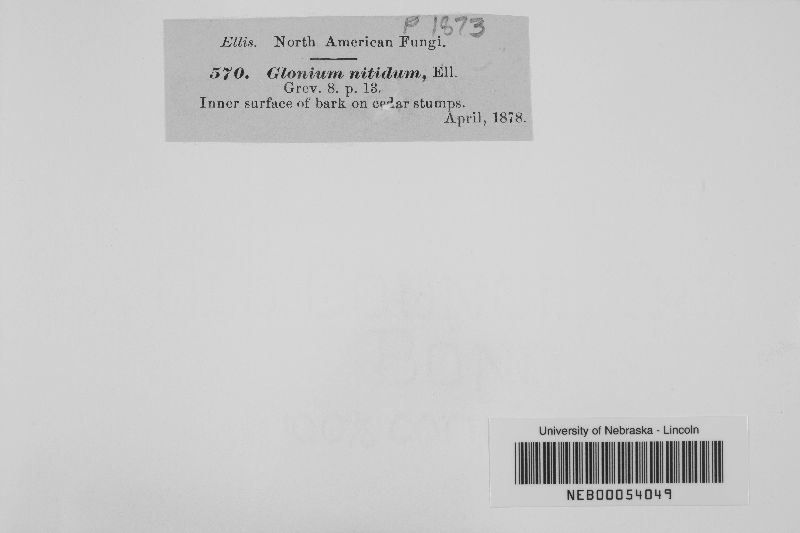 P 1873
Ellis. North American Fungi.
570. Glonium nitidum, Ell.
Grev. 8. p. 13.
Inner surface of bark on cedar stumps.
April, 1878.
University of Nebraska - Lincoln
NEB00054049